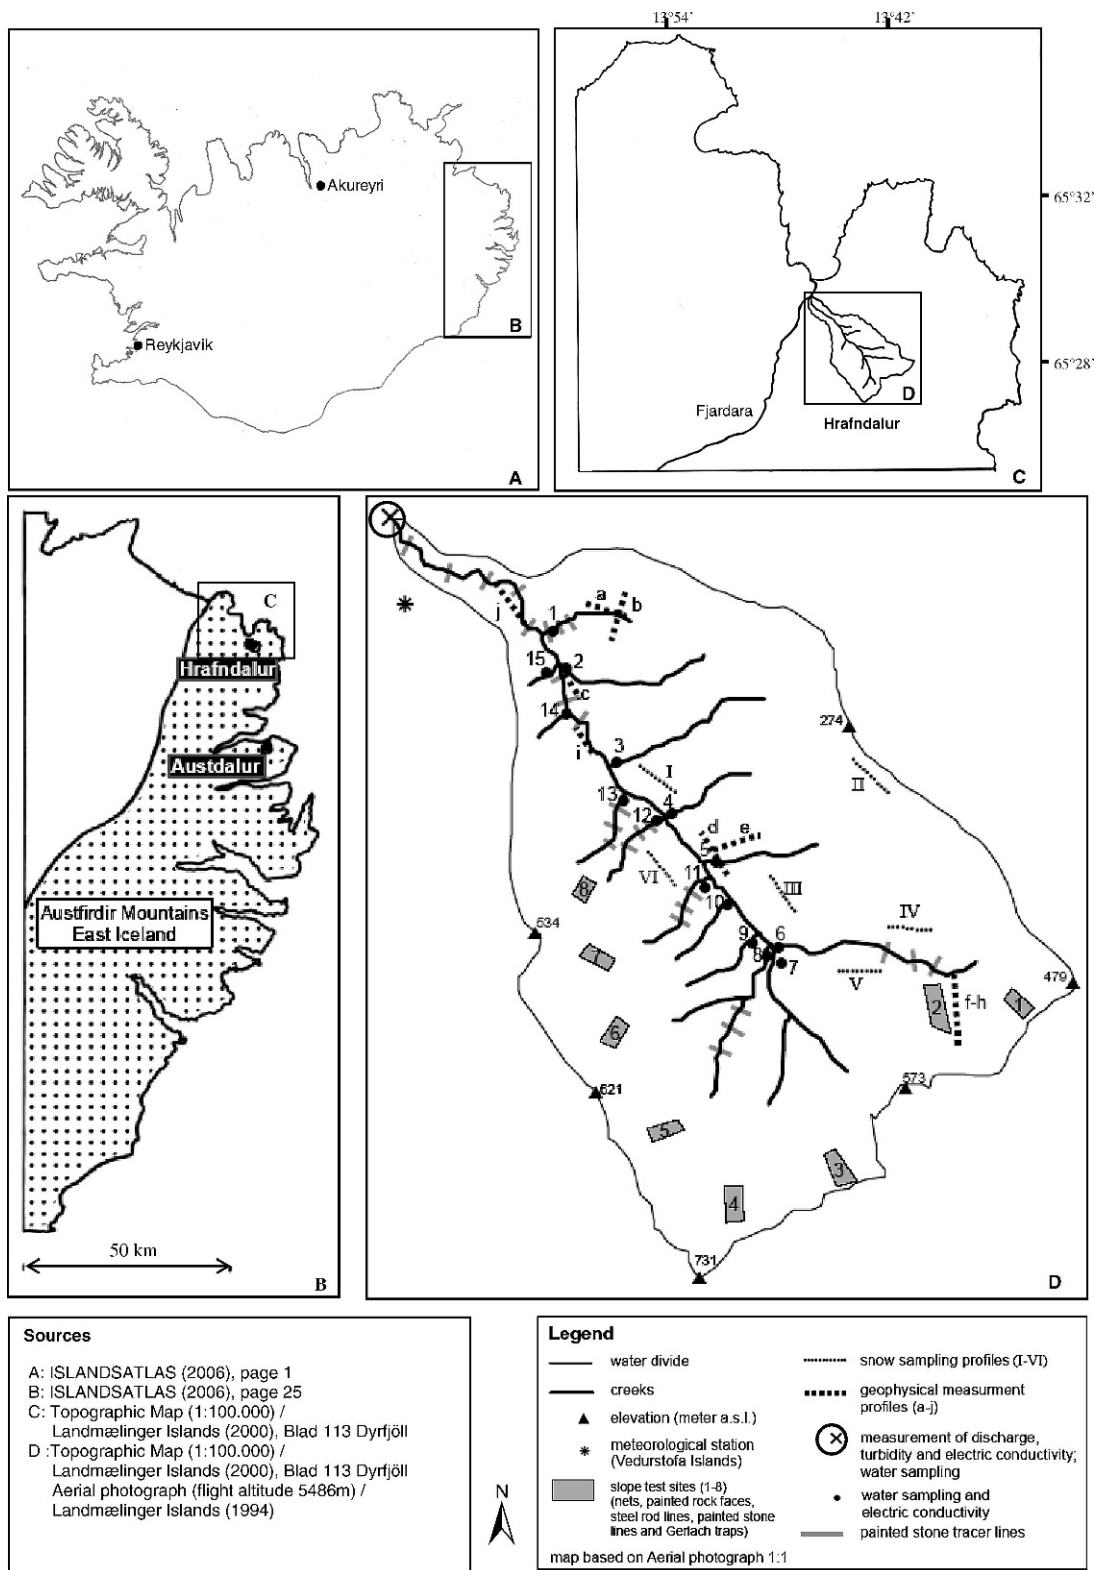 13°54'
13°42'
65°32'
65°28'
Akureyri
Reykjavik
B
A
Fjardara
D
Hrafndalur
C
C
Hrafndalur
Austdalur
Austfirdir Mountains
East Iceland
50 km
B
a
b
j
1
15
2
c
14
i
3
I
274
II
13
4
12
d
e
5
VI
11
III
10
8
534
IV
9
6
8
7
7
V
479
f-h
2
1
6
573
521
5
3
4
731
D
Sources
A: ISLANDSATLAS (2006), page 1
B: ISLANDSATLAS (2006), page 25
C: Topographic Map (1:100.000) /
Landmælinger Islands (2000), Blad 113 Dyrfjöll
D :Topographic Map (1:100.000) /
Landmælinger Islands (2000), Blad 113 Dyrfjöll
Aerial photograph (flight altitude 5486m) /
Landmælinger Islands (1994)
N
Legend
water divide
creeks
elevation (meter a.s.l.)
meteorological station
(Vedurstofa Islands)
slope test sites (1-8)
(nets, painted rock faces,
steel rod lines, painted stone
lines and Gerlach traps)
map based on Aerial photograph 1:1
snow sampling profiles (I-VI)
geophysical measurment
profiles (a-j)
measurement of discharge,
turbidity and electric conductivity;
water sampling
water sampling and
electric conductivity
painted stone tracer lines